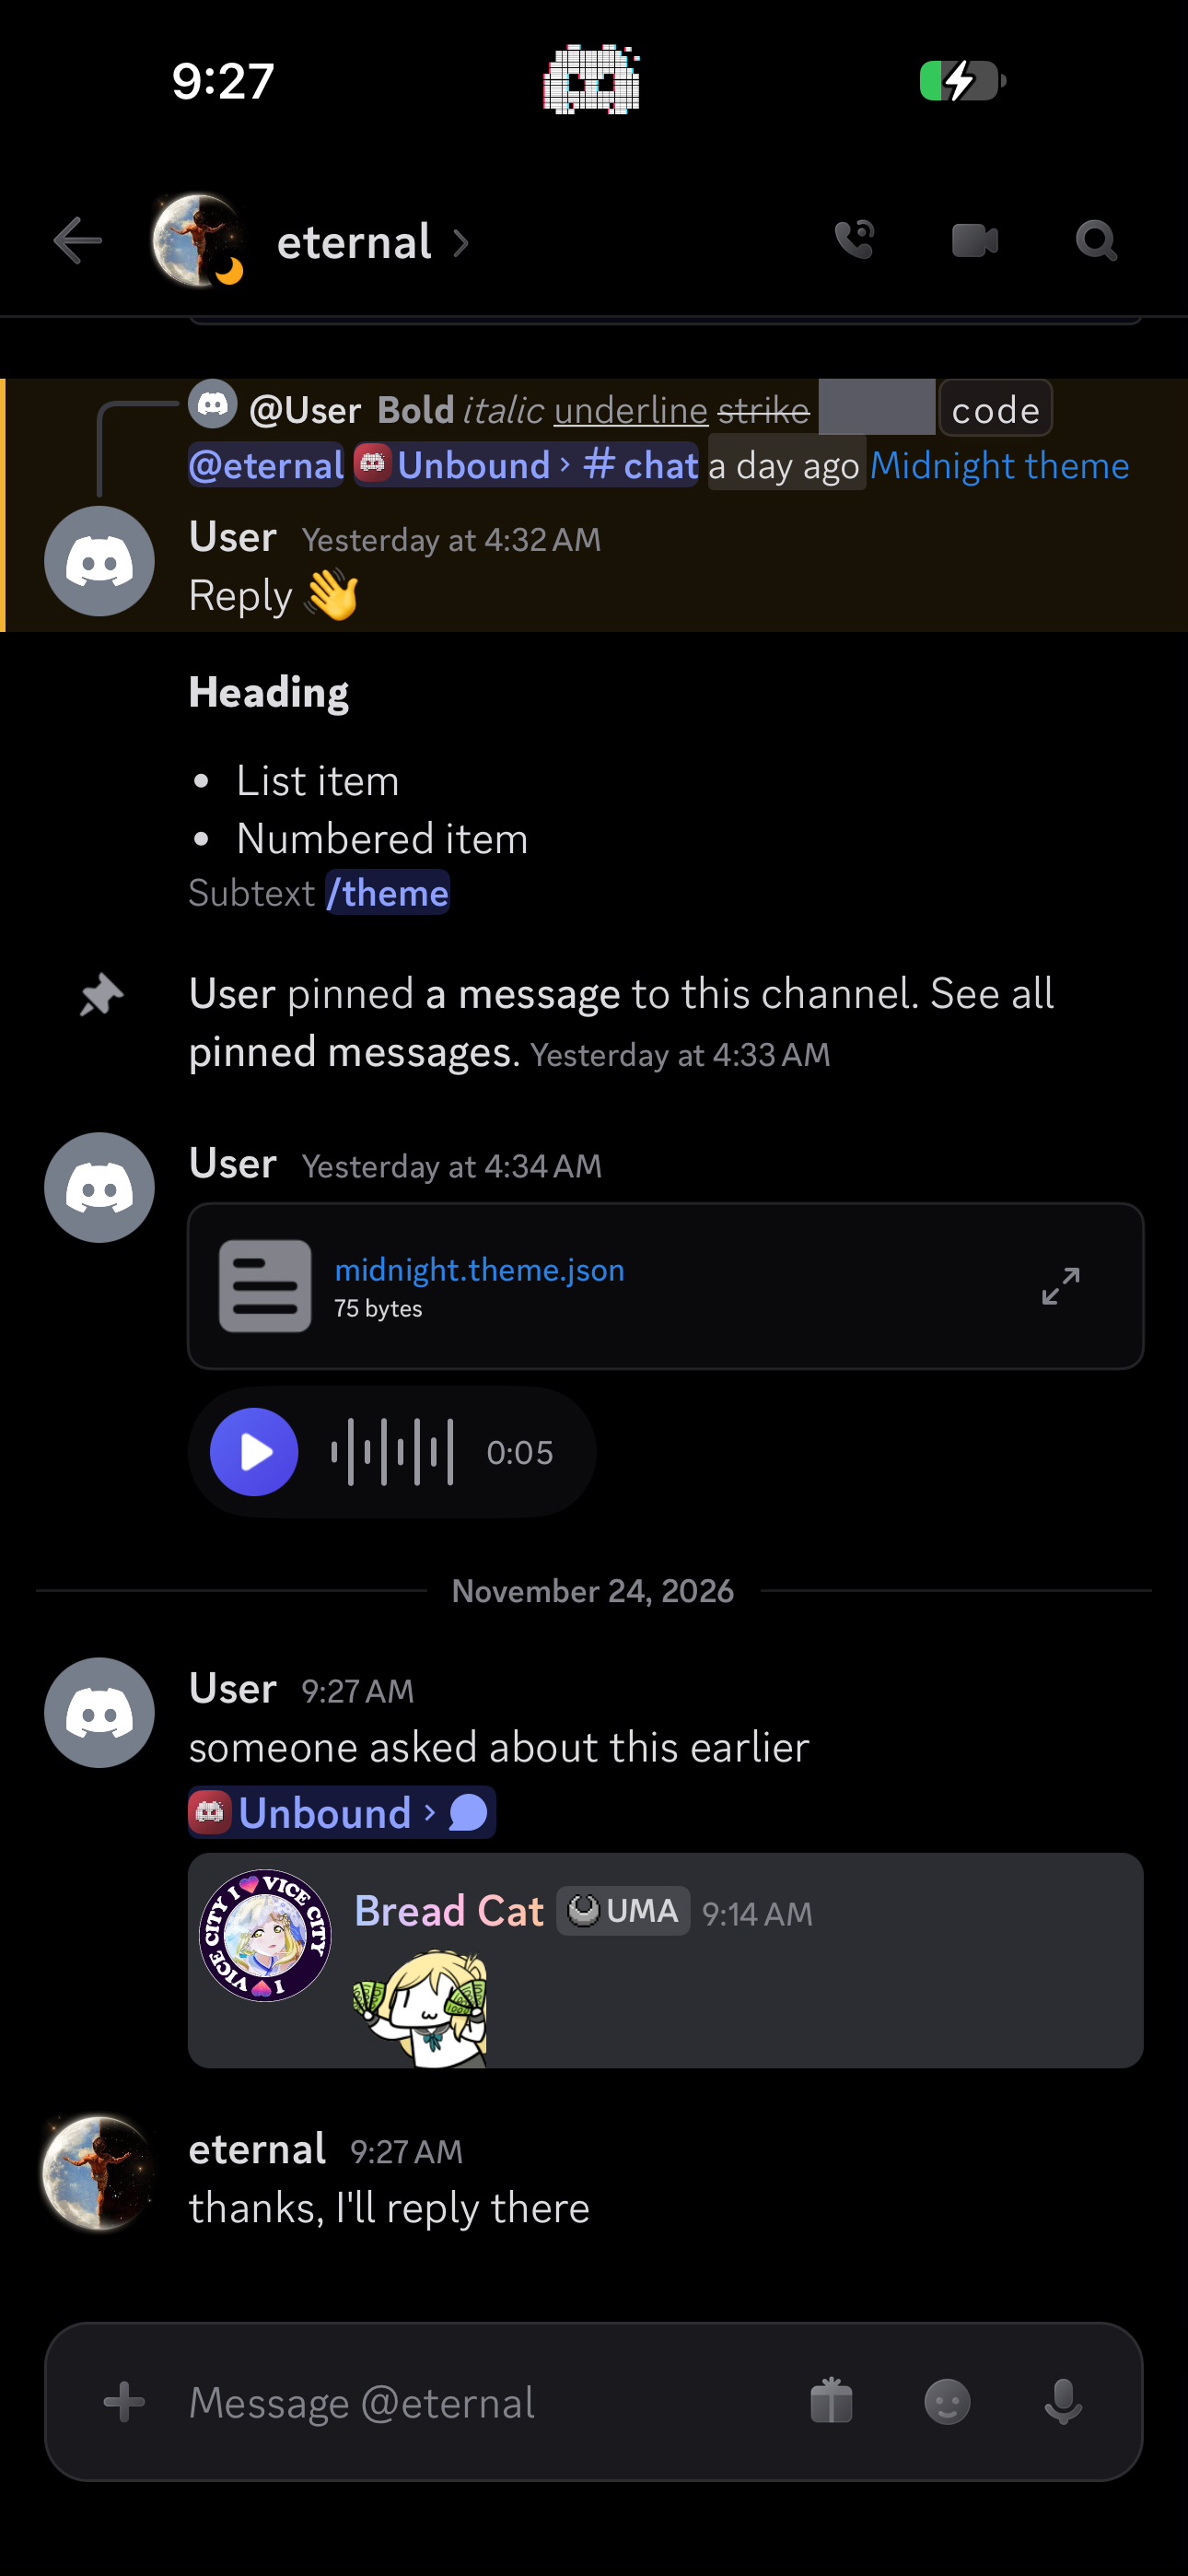 9:27
eternal
@User Bold italic underline strike code
@eternal Unbound › # chat a day ago Midnight theme
User Yesterday at 4:32 AM
Reply 👋
Heading
• List item
• Numbered item
Subtext /theme
User pinned a message to this channel. See all
pinned messages. Yesterday at 4:33 AM
User Yesterday at 4:34 AM
midnight.theme.json
75 bytes
0:05
November 24, 2026
User 9:27 AM
someone asked about this earlier
Unbound ›
I VICE CITY I VICE CITY
Bread Cat UMA 9:14 AM
eternal 9:27 AM
thanks, I'll reply there
Message @eternal